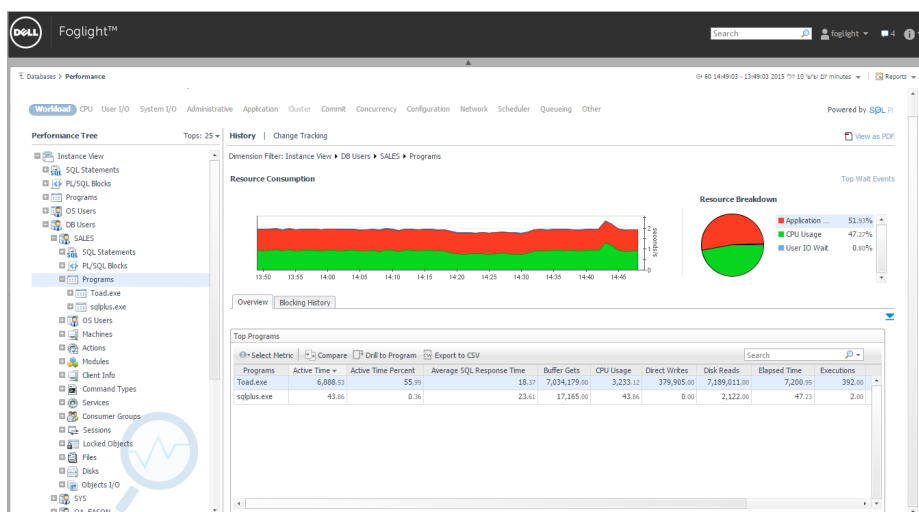 DELL Foglight™ Search foglight 4
Databases > Performance
60 minutes 14:49:03 - 13:49:03 2015 יולי 10 יום שישי Reports
Workload CPU User I/O System I/O Administrative Application Cluster Commit Concurrency Configuration Network Scheduler Queueing Other Powered by SQL PI
Performance Tree Tops: 25 History | Change Tracking View as PDF
Instance View
SQL Statements
PL/SQL Blocks
Programs
OS Users
DB Users
SALES
SQL Statements
PL/SQL Blocks
Programs
Toad.exe
sqlplus.exe
OS Users
Machines
Actions
Modules
Client Info
Command Types
Services
Consumer Groups
Sessions
Locked Objects
Files
Disks
Objects I/O
SYS
Dimension Filter: Instance View DB Users SALES Programs
Resource Consumption Top Wait Events
2
1
0
seconds/s
13:50 13:55 14:00 14:05 14:10 14:15 14:20 14:25 14:30 14:35 14:40 14:45
Resource Breakdown
Application ... 51.93%
CPU Usage 47.27%
User IO Wait 0.80%
Overview Blocking History
Top Programs
Select Metric Compare Drill to Program Export to CSV Search
Programs Active Time Active Time Percent Average SQL Response Time Buffer Gets CPU Usage Direct Writes Disk Reads Elapsed Time Executions
Toad.exe 6,888.53 55.99 18.37 7,034,179.00 3,233.12 379,905.00 7,189,011.00 7,200.95 392.00
sqlplus.exe 43.86 0.36 23.61 17,165.00 43.86 0.00 2,122.00 47.23 2.00